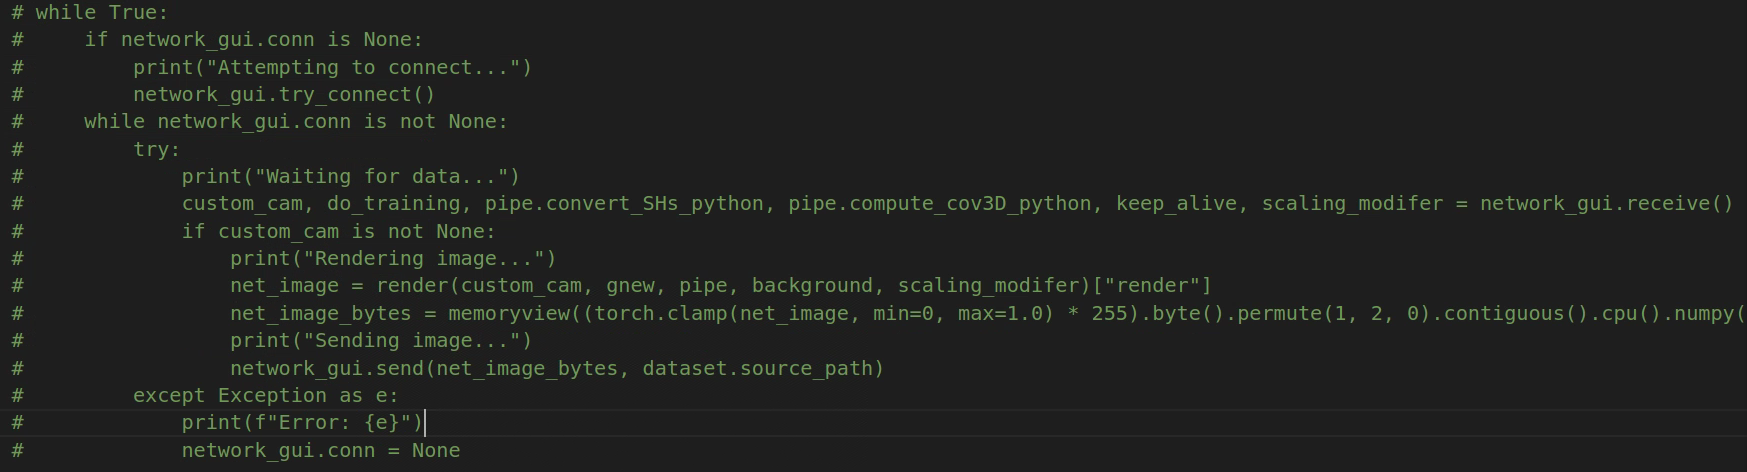 # while True:
#     if network_gui.conn is None:
#         print("Attempting to connect...")
#         network_gui.try_connect()
#     while network_gui.conn is not None:
#         try:
#             print("Waiting for data...")
#             custom_cam, do_training, pipe.convert_SHs_python, pipe.compute_cov3D_python, keep_alive, scaling_modifer = network_gui.receive()
#             if custom_cam is not None:
#                 print("Rendering image...")
#                 net_image = render(custom_cam, gnew, pipe, background, scaling_modifer)["render"]
#                 net_image_bytes = memoryview((torch.clamp(net_image, min=0, max=1.0) * 255).byte().permute(1, 2, 0).contiguous().cpu().numpy(
#                 print("Sending image...")
#                 network_gui.send(net_image_bytes, dataset.source_path)
#         except Exception as e:
#             print(f"Error: {e}")
#             network_gui.conn = None